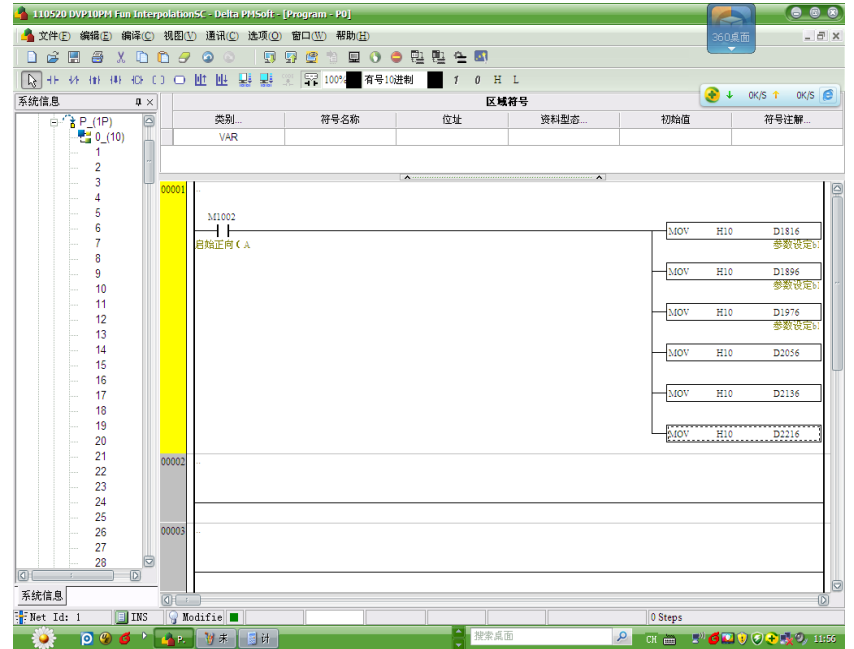 110520 DVP10PM Fun InterpolationSC - Delta PMSoft - [Program - P0]
文件(F) 编辑(E) 编译(C) 视图(V) 通讯(C) 选项(O) 窗口(W) 帮助(H)
360桌面
100% 有号10进制 1 0 H L
0K/S 0K/S
系统信息
区域符号
类别... 符号名称 位址 资料型态... 初始值 符号注解...
VAR
P_(1P)
0_(10)
1
2
3
4
5
6
7
8
9
10
11
12
13
14
15
16
17
18
19
20
21
22
23
24
25
26
27
28
系统信息
00001
M1002
启始正向( A
MOV H10 D1816
参数设定b:
MOV H10 D1896
参数设定b:
MOV H10 D1976
参数设定b:
MOV H10 D2056
MOV H10 D2136
MOV H10 D2216
00002
00003
Net Id: 1 INS Modifie 0 Steps
P. 未 计 搜索桌面 CH 11:56